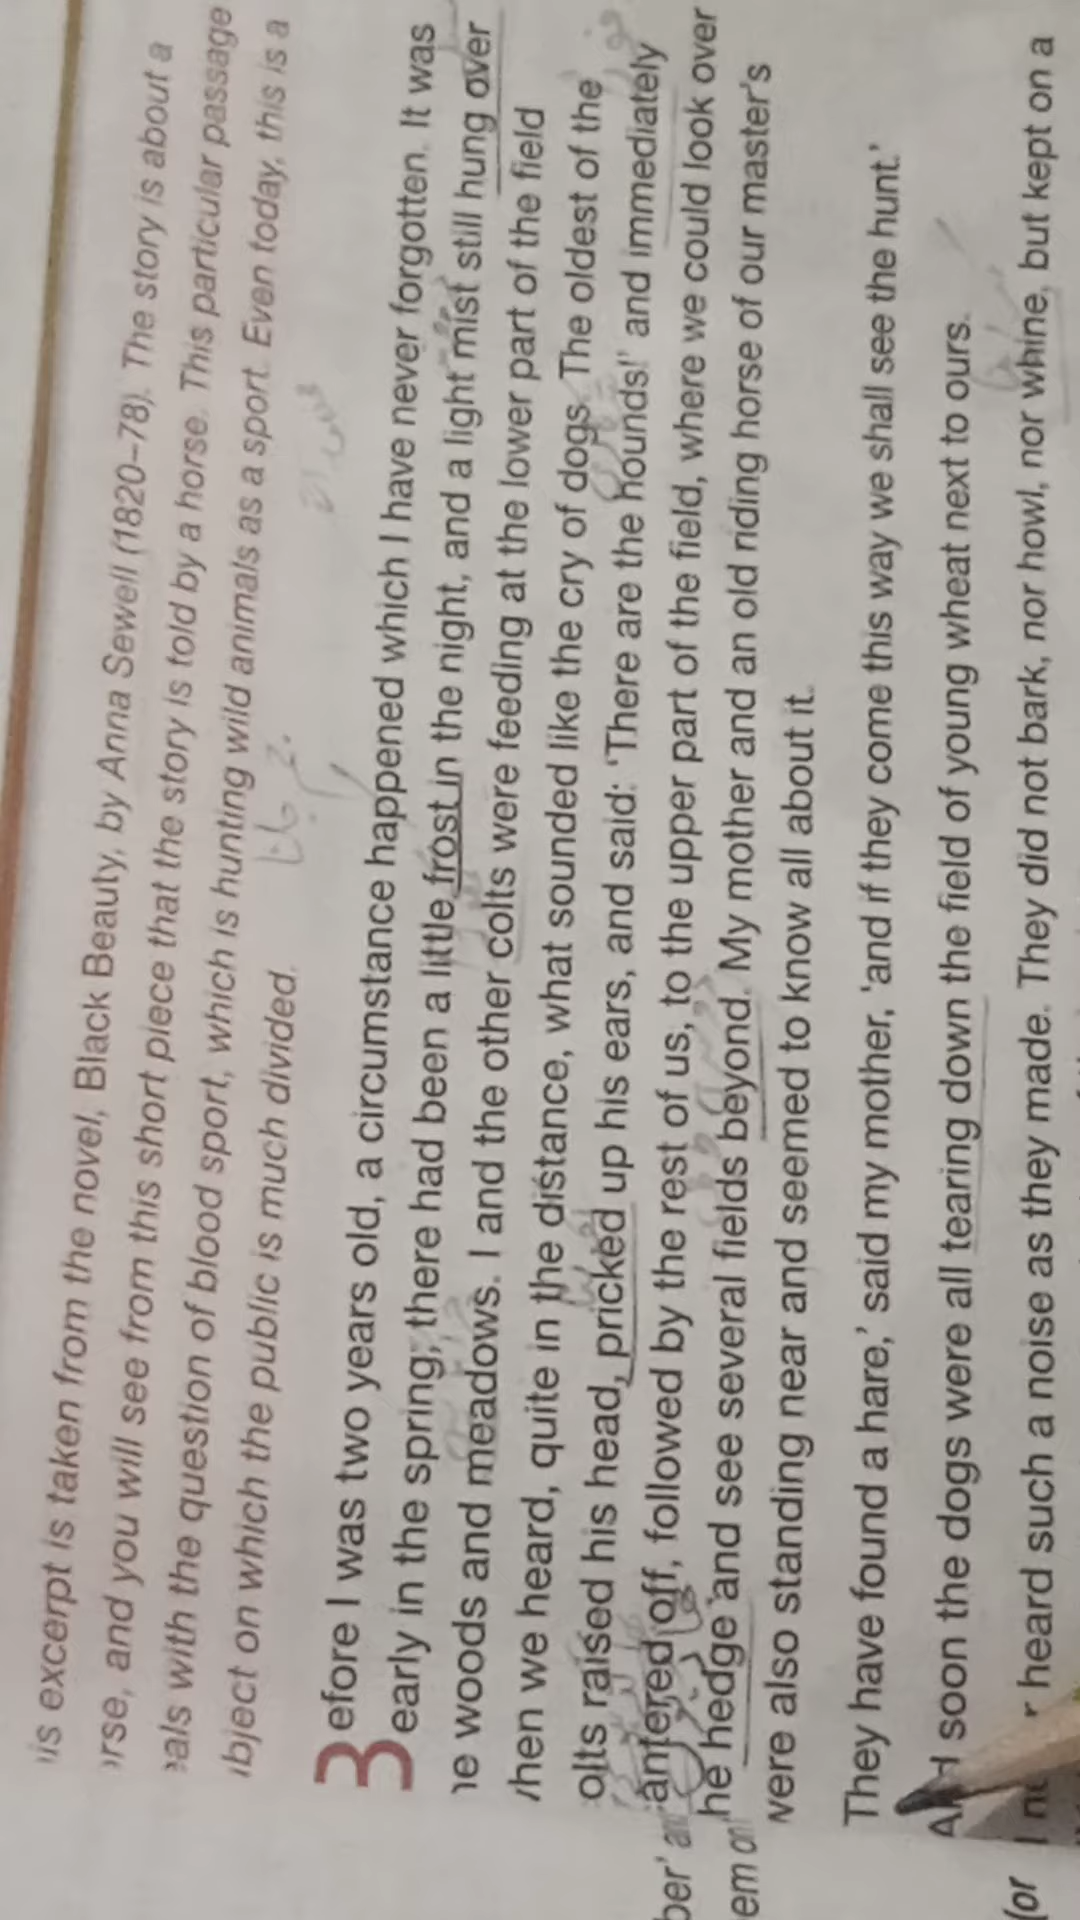 is excerpt is taken from the novel, Black Beauty, by Anna Sewell (1820–78). The story is about a
rse, and you will see from this short piece that the story is told by a horse. This particular passage
eals with the question of blood sport, which is hunting wild animals as a sport. Even today, this is a
bject on which the public is much divided.
Before I was two years old, a circumstance happened which I have never forgotten. It was
early in the spring; there had been a little frost in the night, and a light mist still hung over
he woods and meadows. I and the other colts were feeding at the lower part of the field
when we heard, quite in the distance, what sounded like the cry of dogs. The oldest of the
olts raised his head, pricked up his ears, and said: 'There are the hounds!' and immediately
antered off, followed by the rest of us, to the upper part of the field, where we could look over
he hedge and see several fields beyond. My mother and an old riding horse of our master's
were also standing near and seemed to know all about it.
They have found a hare,' said my mother, 'and if they come this way we shall see the hunt.'
And soon the dogs were all tearing down the field of young wheat next to ours.
I heard such a noise as they made. They did not bark, nor howl, nor whine, but kept on a
ber'
em on
(or